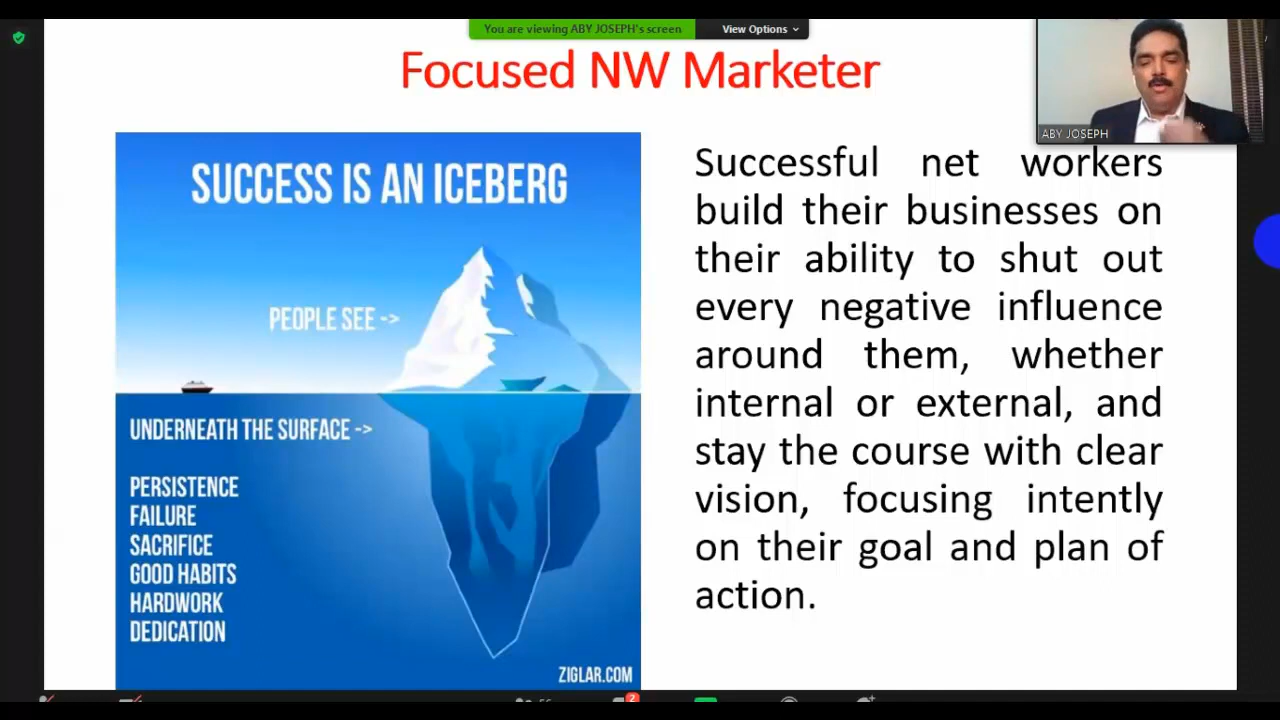 You are viewing ABY JOSEPH's screen
View Options
Focused NW Marketer
ABY JOSEPH
SUCCESS IS AN ICEBERG
PEOPLE SEE ->
UNDERNEATH THE SURFACE ->
PERSISTENCE
FAILURE
SACRIFICE
GOOD HABITS
HARDWORK
DEDICATION
ZIGLAR.COM
Successful net workers
build their businesses on
their ability to shut out
every negative influence
around them, whether
internal or external, and
stay the course with clear
vision, focusing intently
on their goal and plan of
action.
2